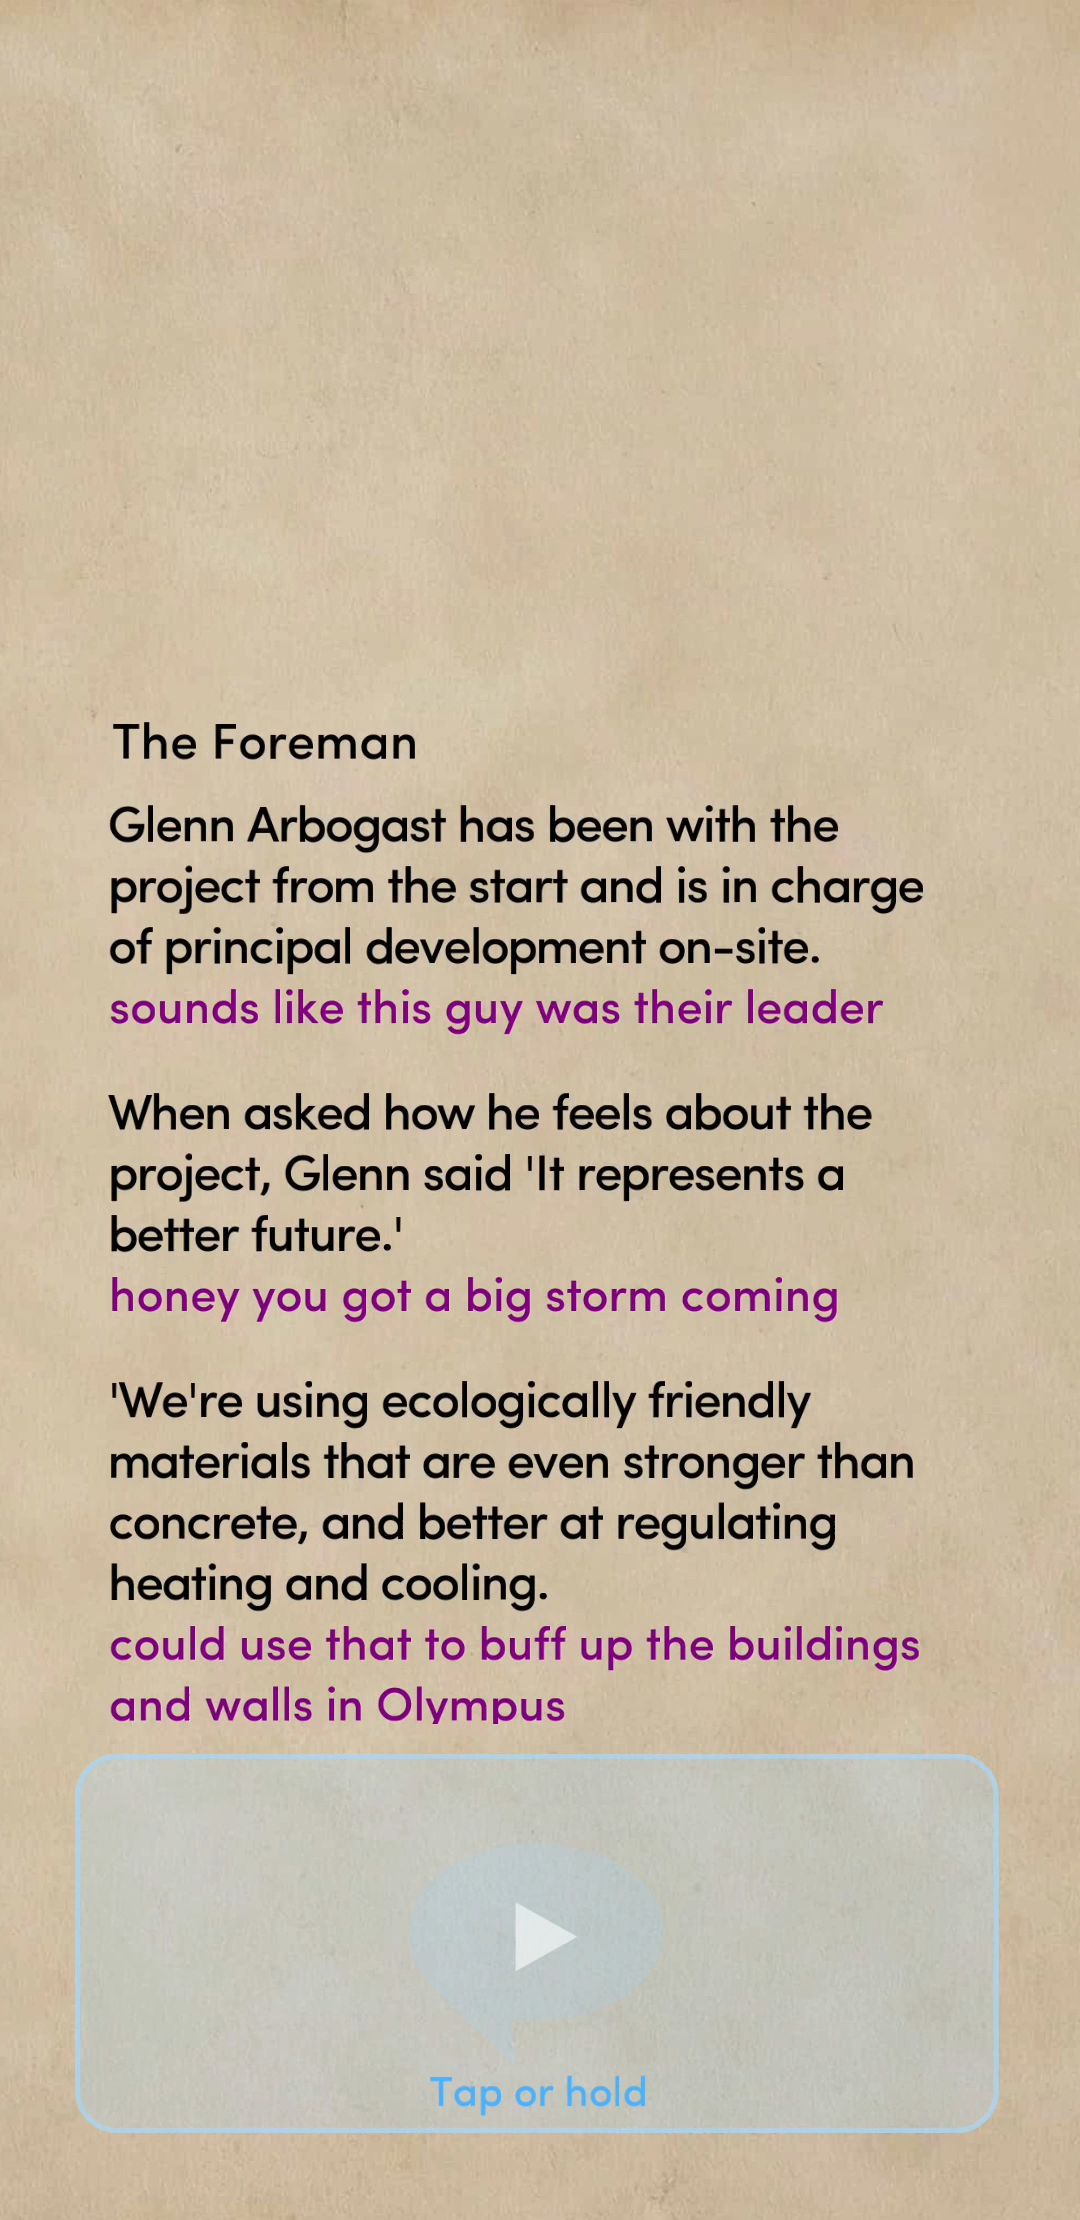 The Foreman
Glenn Arbogast has been with the
project from the start and is in charge
of principal development on-site.
sounds like this guy was their leader
When asked how he feels about the
project, Glenn said 'It represents a
better future.'
honey you got a big storm coming
'We're using ecologically friendly
materials that are even stronger than
concrete, and better at regulating
heating and cooling.
could use that to buff up the buildings
and walls in Olympus
Tap or hold